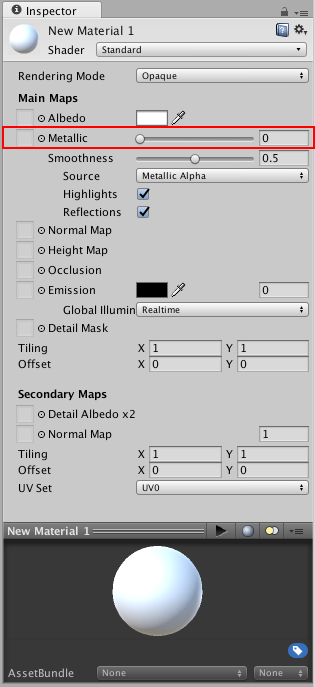 Inspector
New Material 1
Shader Standard
Rendering Mode Opaque
Main Maps
Albedo
Metallic 0
Smoothness 0.5
Source Metallic Alpha
Highlights
Reflections
Normal Map
Height Map
Occlusion
Emission 0
Global Illumin Realtime
Detail Mask
Tiling X 1 Y 1
Offset X 0 Y 0
Secondary Maps
Detail Albedo x2
Normal Map 1
Tiling X 1 Y 1
Offset X 0 Y 0
UV Set UV0
New Material 1
AssetBundle None None